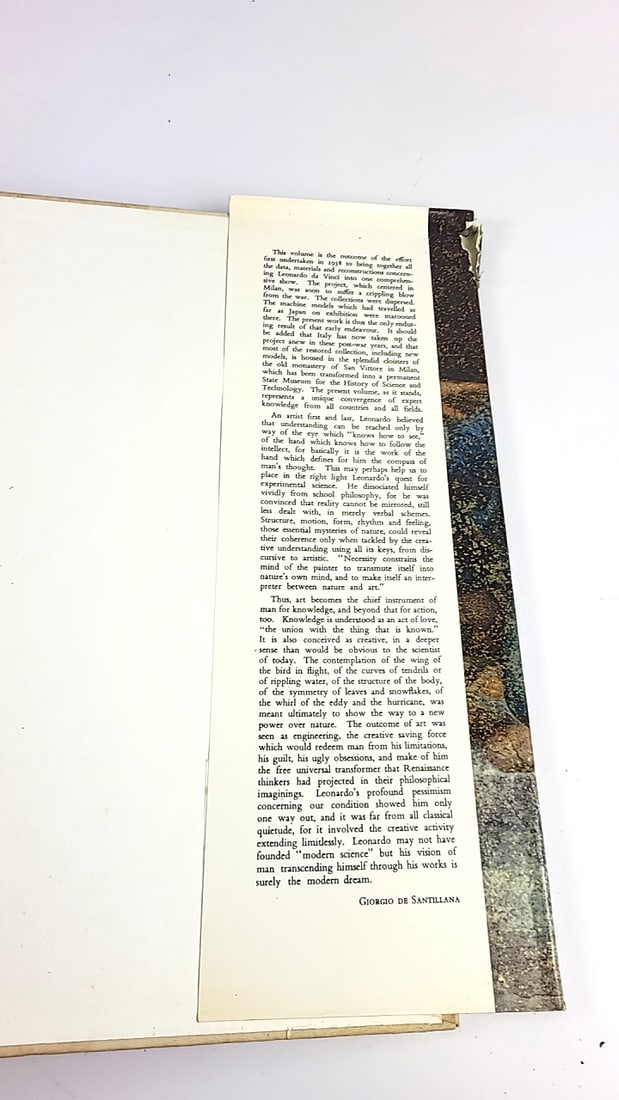 This volume is the outcome of the effort
first undertaken in 1938 to bring together all
the data, materials and reconstructions concern-
ing Leonardo da Vinci into one comprehen-
sive show. The project, which centered in
Milan, was soon to suffer a crippling blow
from the war. The collections were dispersed.
The machine models which had travelled as
far as Japan on exhibition were marooned
there. The present work is thus the only endur-
ing result of that early endeavour. It should
be added that Italy has now taken up the
project anew in these post-war years, and that
most of the restored collection, including new
models, is housed in the splendid cloisters of
the old monastery of San Vittore in Milan,
which has been transformed into a permanent
State Museum for the History of Science and
Technology. The present volume, as it stands,
represents a unique convergence of expert
knowledge from all countries and all fields.
An artist first and last, Leonardo believed
that understanding can be reached only by
way of the eye which "knows how to see,"
of the hand which knows how to follow the
intellect, for basically it is the work of the
hand which defines for him the compass of
man's thought. This may perhaps help us to
place in the right light Leonardo's quest for
experimental science. He dissociated himself
vividly from school philosophy, for he was
convinced that reality cannot be mirrored, still
less dealt with, in merely verbal schemes.
Structure, motion, form, rhythm and feeling,
those essential mysteries of nature, could reveal
their coherence only when tackled by the crea-
tive understanding using all its keys, from dis-
cursive to artistic. "Necessity constrains the
mind of the painter to transmute itself into
nature's own mind, and to make itself an inter-
preter between nature and art."
Thus, art becomes the chief instrument of
man for knowledge, and beyond that for action,
too. Knowledge is understood as an act of love,
"the union with the thing that is known."
It is also conceived as creative, in a deeper
sense than would be obvious to the scientist
of today. The contemplation of the wing of
the bird in flight, of the curves of tendrils or
of rippling water, of the structure of the body,
of the symmetry of leaves and snowflakes, of
the whirl of the eddy and the hurricane, was
meant ultimately to show the way to a new
power over nature. The outcome of art was
seen as engineering, the creative saving force
which would redeem man from his limitations,
his guilt, his ugly obsessions, and make of him
the free universal transformer that Renaissance
thinkers had projected in their philosophical
imaginings. Leonardo's profound pessimism
concerning our condition showed him only
one way out, and it was far from all classical
quietude, for it involved the creative activity
extending limitlessly. Leonardo may not have
founded "modern science" but his vision of
man transcending himself through his works is
surely the modern dream.
GIORGIO DE SANTILLANA